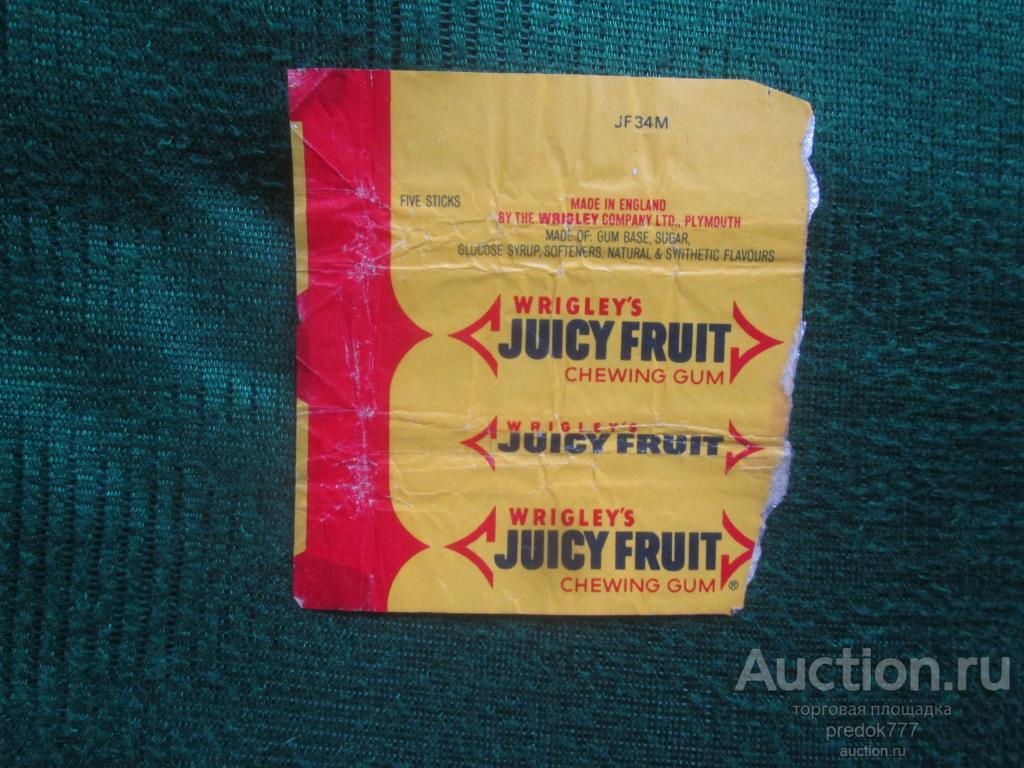 JF34M
FIVE STICKS
MADE IN ENGLAND
BY THE WRIGLEY COMPANY LTD., PLYMOUTH
MADE OF: GUM BASE, SUGAR,
GLUCOSE SYRUP, SOFTENERS, NATURAL & SYNTHETIC FLAVOURS
WRIGLEY'S
JUICY FRUIT
CHEWING GUM
WRIGLEY'S
JUICY FRUIT
WRIGLEY'S
JUICY FRUIT
CHEWING GUM ®
Auction.ru
торговая площадка
predok777
auction.ru